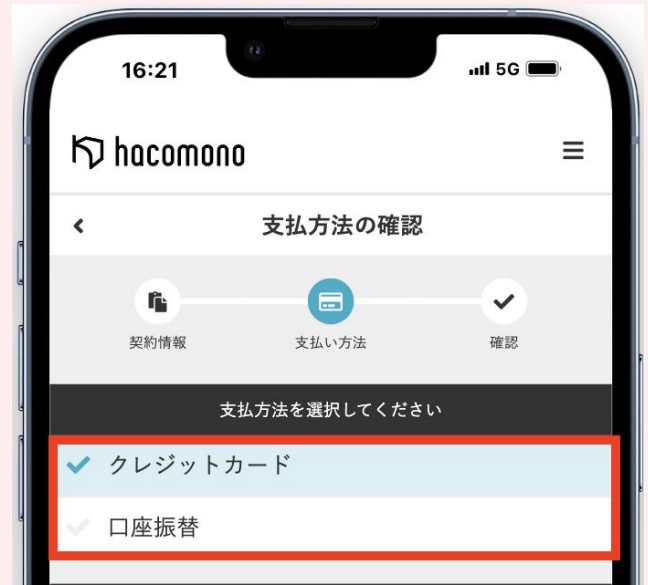 16:21
5G
hacomono
支払方法の確認
契約情報
支払い方法
確認
支払方法を選択してください
クレジットカード
口座振替